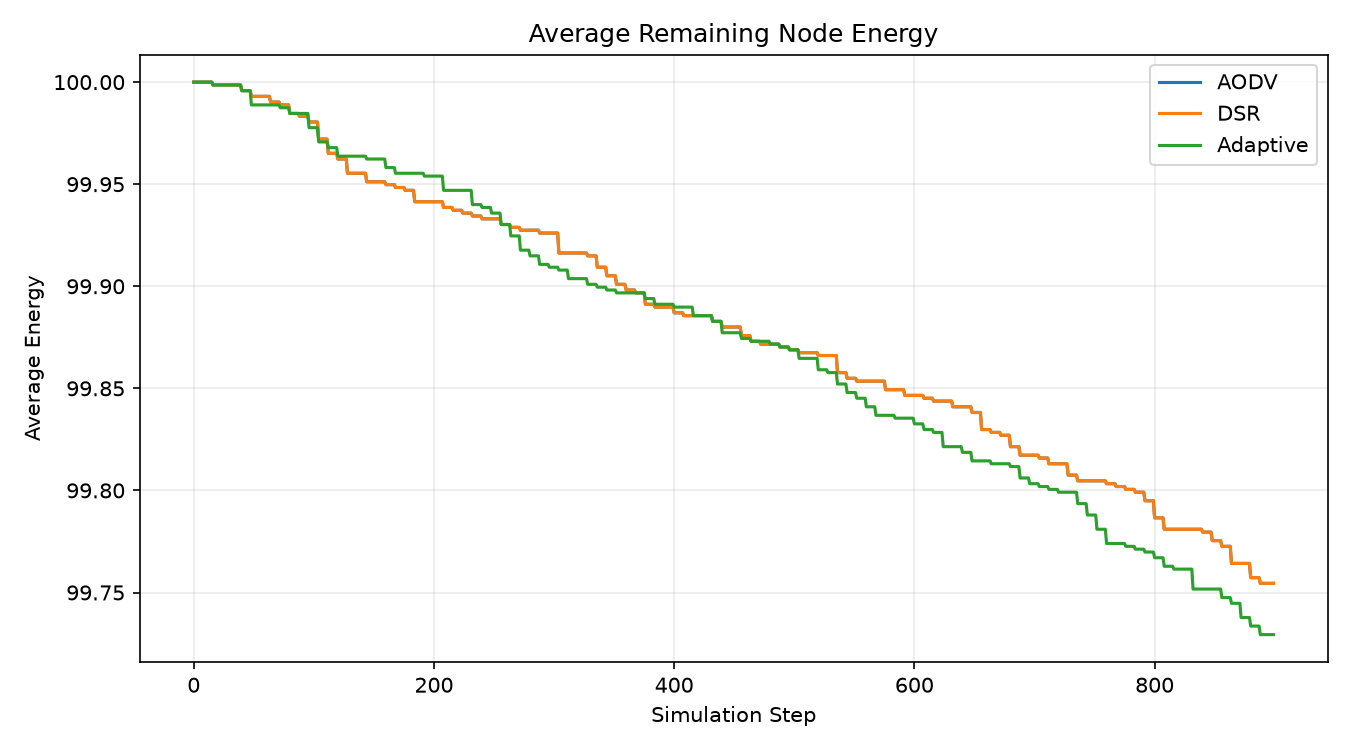 Average Remaining Node Energy
AODV
DSR
Adaptive
100.00
99.95
99.90
99.85
99.80
99.75
Average Energy
0 200 400 600 800
Simulation Step